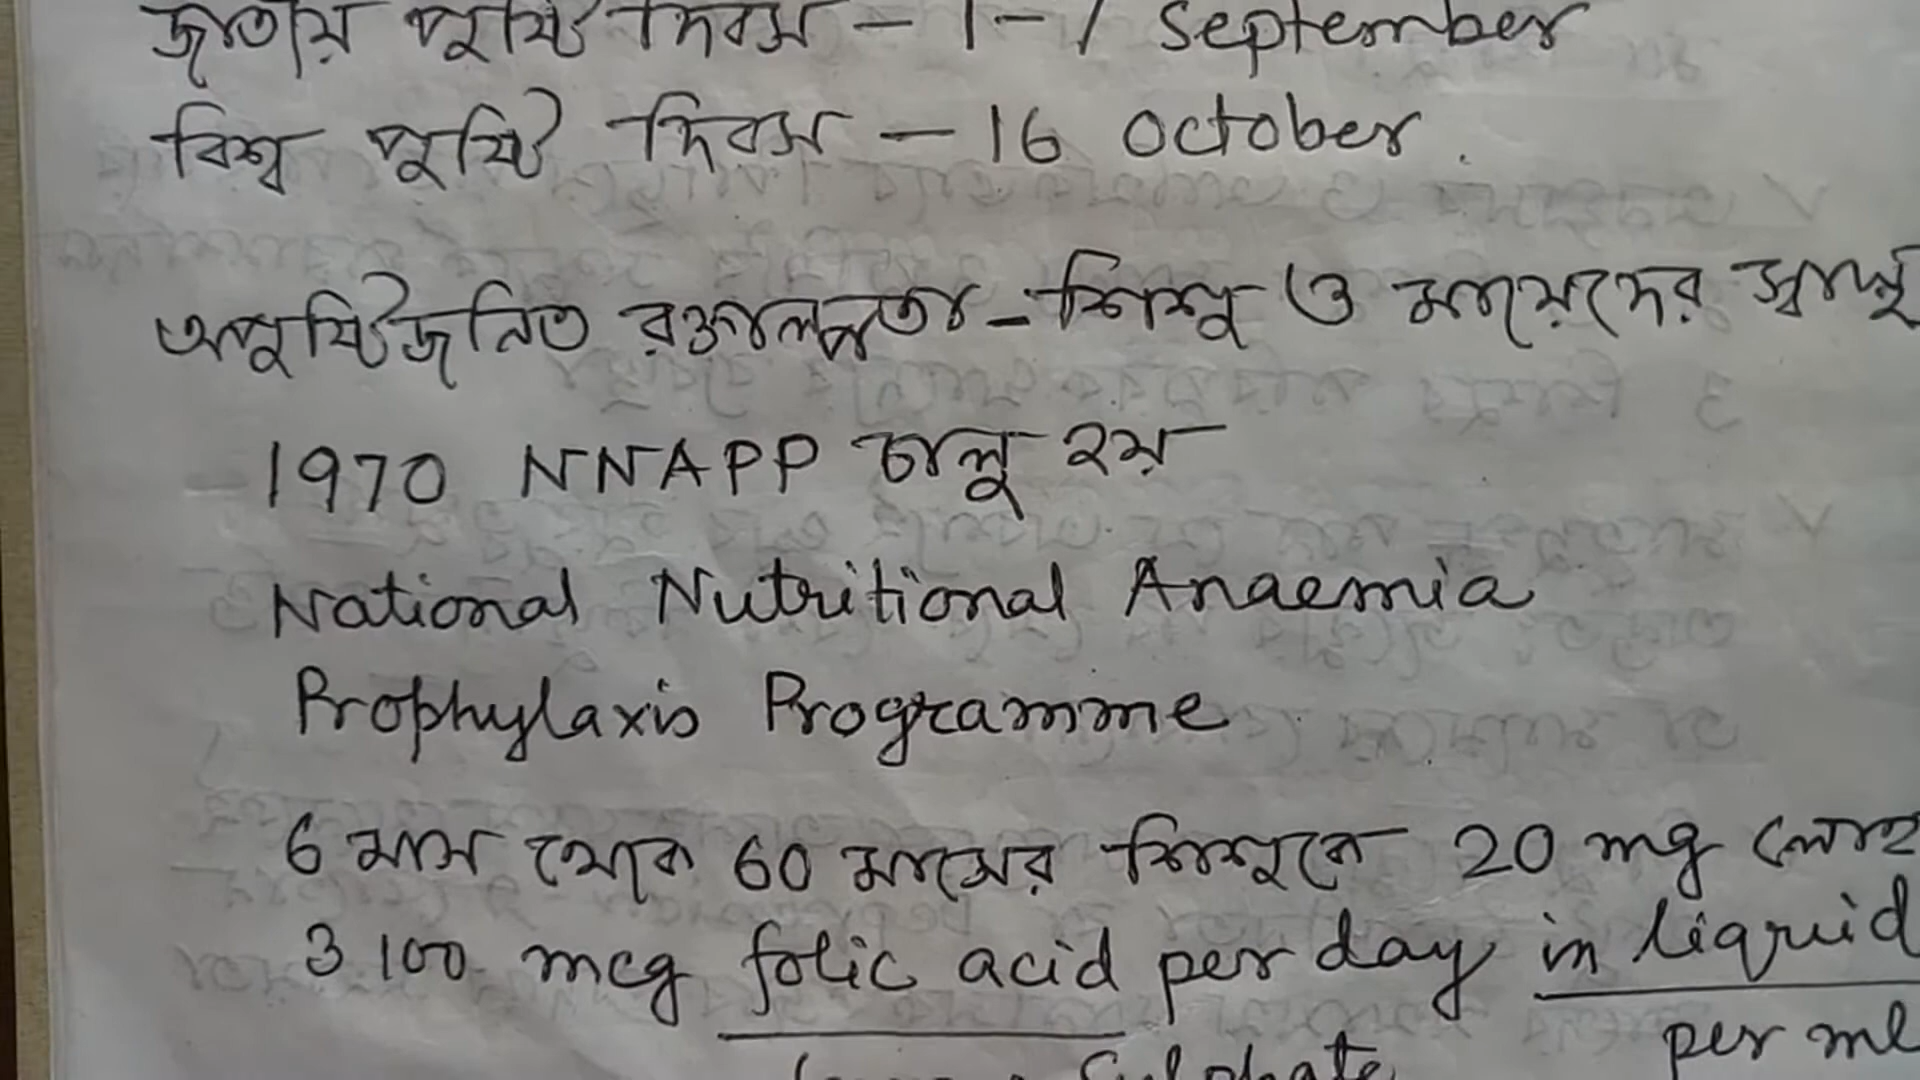 জাতীয় পুষ্টি দিবস - 1-7 September
বিশ্ব পুষ্টি দিবস - 16 October.
অপুষ্টিজনিত রক্তাল্পতা - শিশু ও মায়েদের
1970 NNAPP চালু হয়
National Nutritional Anaemia
Prophylaxis Programme
6 মাস থেকে 60 মাসের শিশুকে 20 mg
ও 100 mcg folic acid per day in liquid
per ml
Sulphate